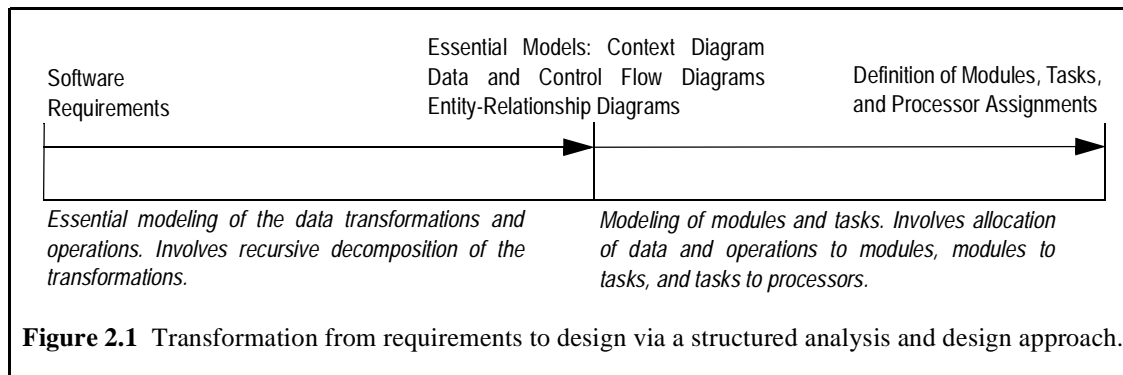 Software
Requirements
Essential Models: Context Diagram
Data and Control Flow Diagrams
Entity-Relationship Diagrams
Definition of Modules, Tasks,
and Processor Assignments
Essential modeling of the data transformations and
operations. Involves recursive decomposition of the
transformations.
Modeling of modules and tasks. Involves allocation
of data and operations to modules, modules to
tasks, and tasks to processors.
Figure 2.1 Transformation from requirements to design via a structured analysis and design approach.